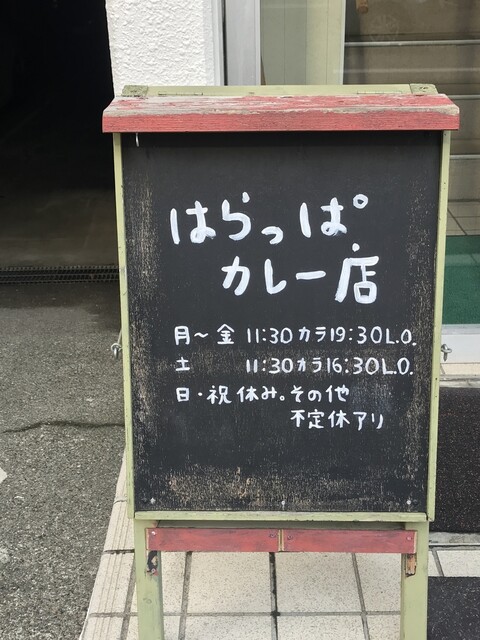 はらっぱ
カレー店
月～金 11:30カラ19:30L.O.
土 11:30カラ16:30L.O.
日・祝休み。その他
不定休アリ